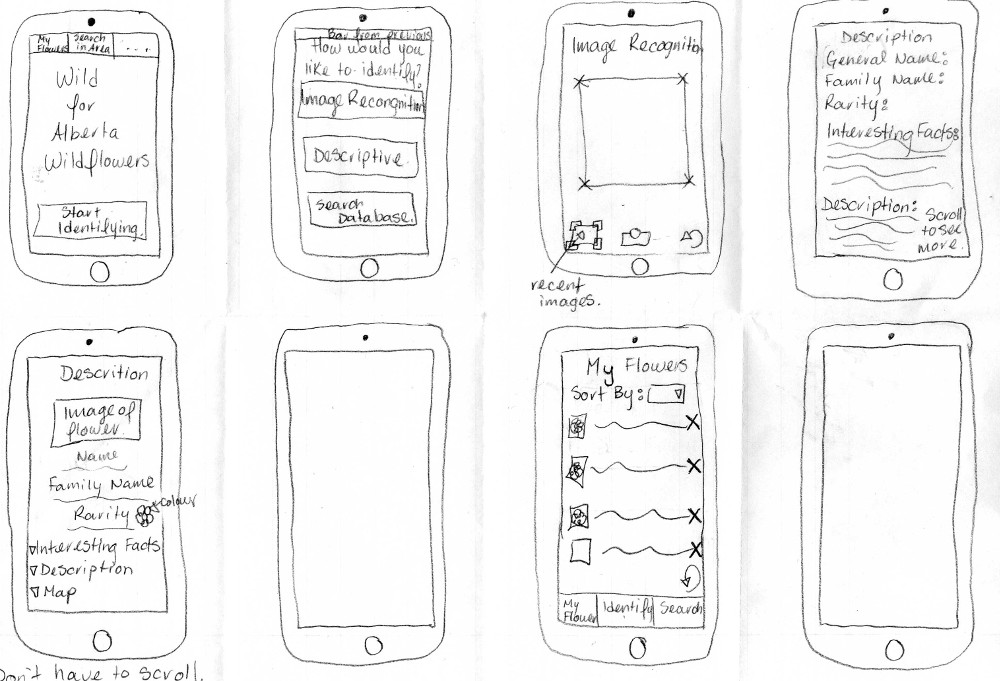 My
Flowers
Search
in Area
....
Wild
for
Alberta
Wildflowers
Start
Identifying.
Bar from previous
How would you
like to identify?
Image Recongnition
Descriptive.
Search
Database.
Image Recognition
recent
images.
Description
General Name:
Family Name:
Rarity:
Interesting Facts:
Description:
Scroll
to see
more.
Descrition
Image of
flower.
Name
Family Name
Rarity
colour
Interesting Facts
Description
Map
Don't have to scroll.
My Flowers
Sort By:
My
Flower
Identify
Search